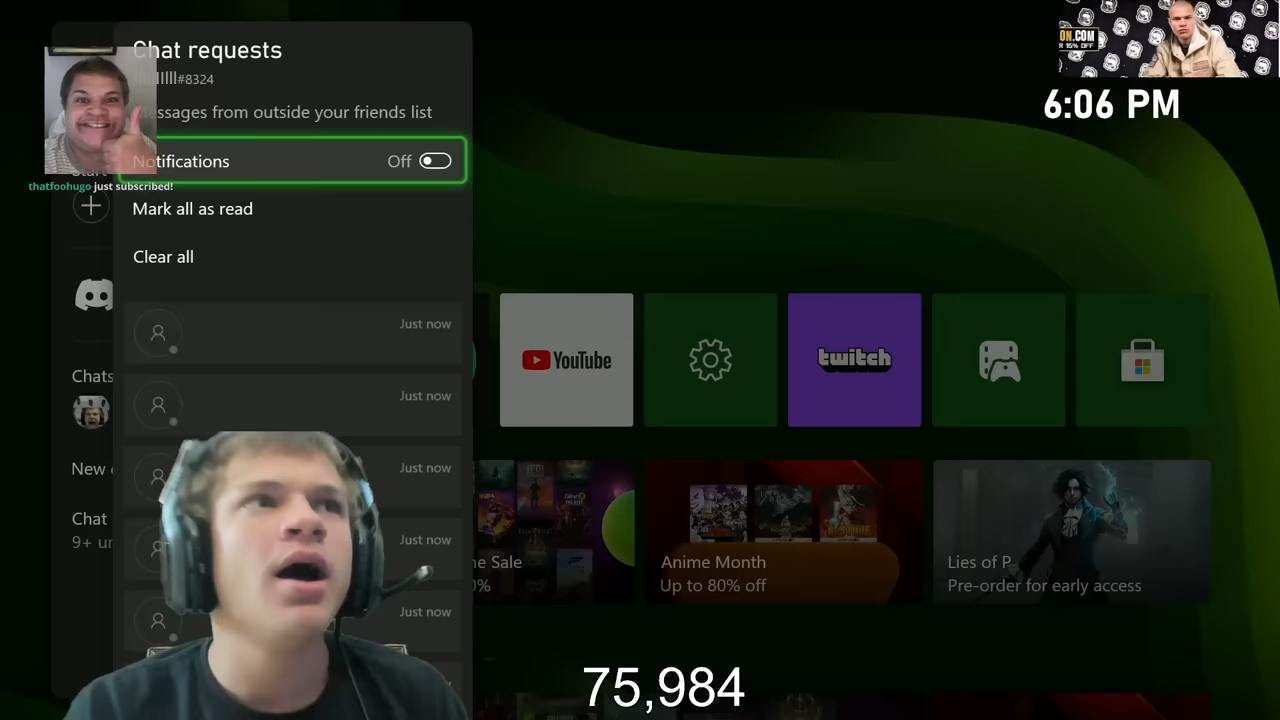 Chat requests
#8324
essages from outside your friends list
Notifications
Off
thatfoohugo just subscribed!
Mark all as read
Clear all
Just now
Just now
Just now
Just now
Just now
Chats
New
Chat
9+
ON.COM
15% OFF
6:06 PM
YouTube
twitch
Sale
Anime Month
Up to 80% off
Lies of P
Pre-order for early access
75,984